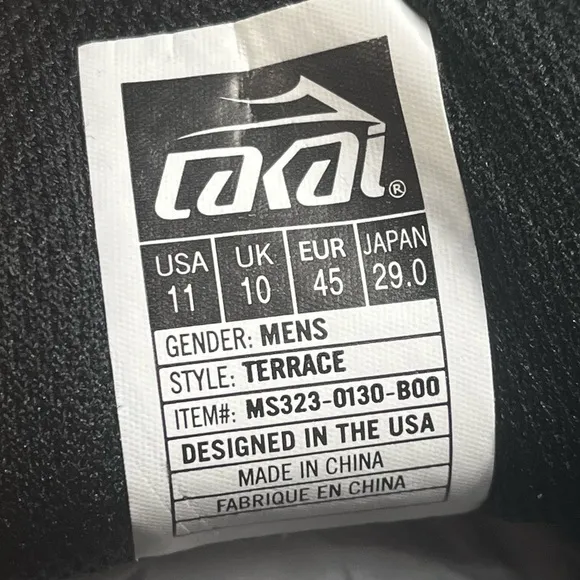 LAKAI®
USA UK EUR JAPAN
11 10 45 29.0
GENDER: MENS
STYLE: TERRACE
ITEM#: MS323-0130-B00
DESIGNED IN THE USA
MADE IN CHINA
FABRIQUE EN CHINA